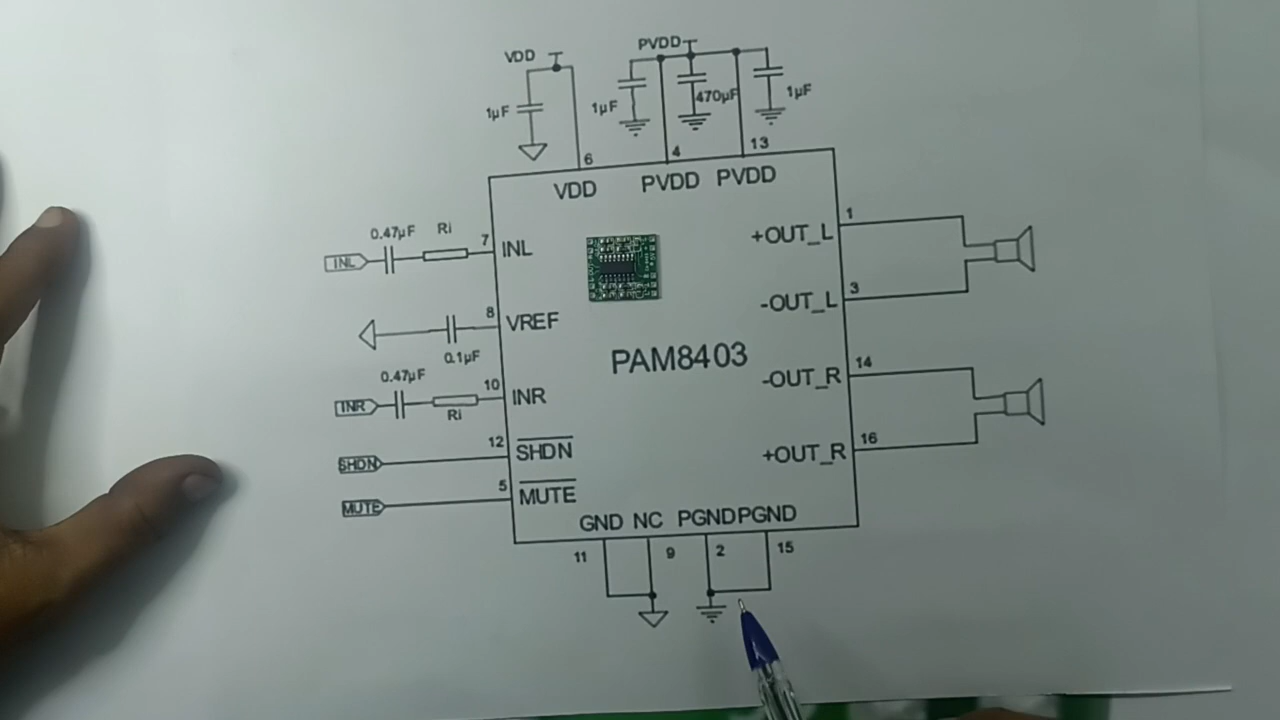 VDD
PVDD
1µF
1µF
470µF
1µF
6
4
13
VDD
PVDD
PVDD
0.47µF
Ri
7
INL
INL
1
+OUT_L
8
VREF
0.1µF
3
-OUT_L
PAM8403
0.47µF
10
INR
INR
Ri
14
-OUT_R
12
SHDN
SHDN
16
+OUT_R
5
MUTE
MUTE
GND
NC
PGND
PGND
11
9
2
15